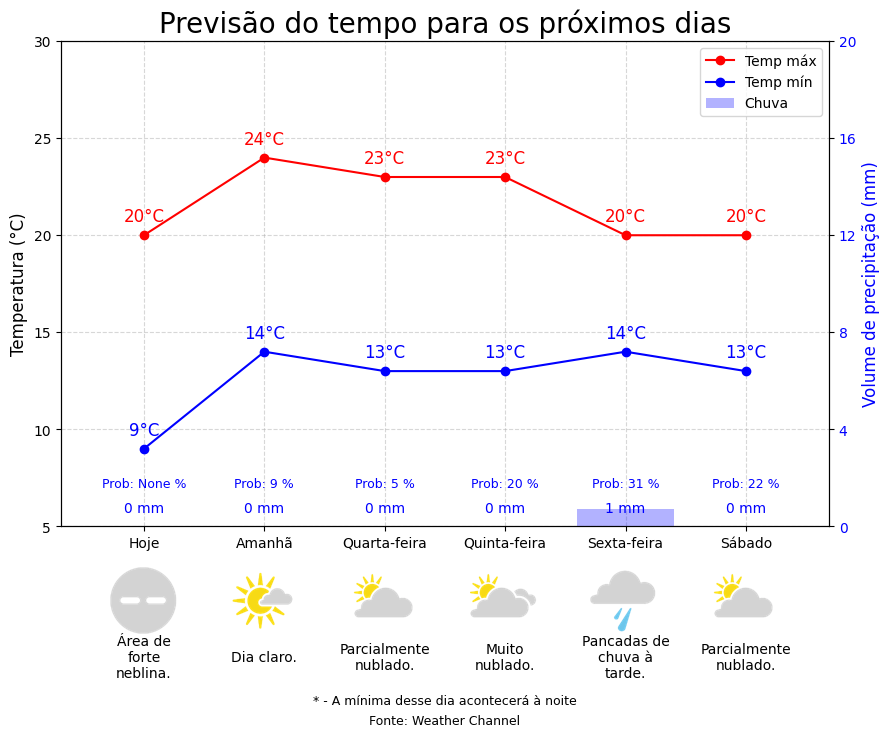 Previsão do tempo para os próximos dias
Temp máx
Temp mín
Chuva
Temperatura (°C)
Volume de precipitação (mm)
30
25
20
15
10
5
20
16
12
8
4
0
20°C
24°C
23°C
23°C
20°C
20°C
9°C
14°C
13°C
13°C
14°C
13°C
Prob: None %
Prob: 9 %
Prob: 5 %
Prob: 20 %
Prob: 31 %
Prob: 22 %
0 mm
0 mm
0 mm
0 mm
1 mm
0 mm
Hoje
Amanhã
Quarta-feira
Quinta-feira
Sexta-feira
Sábado
Área de
forte
neblina.
Dia claro.
Parcialmente
nublado.
Muito
nublado.
Pancadas de
chuva à
tarde.
Parcialmente
nublado.
* - A mínima desse dia acontecerá à noite
Fonte: Weather Channel